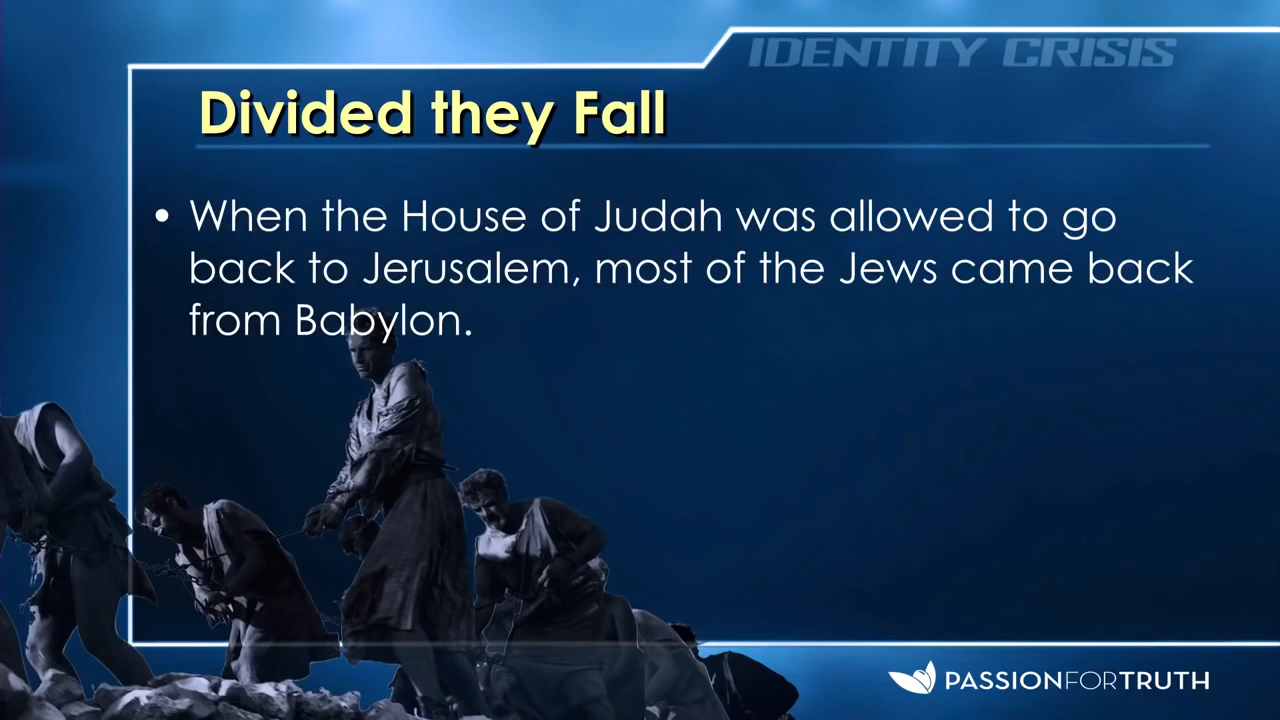 IDENTITY CRISIS
Divided they Fall
• When the House of Judah was allowed to go
back to Jerusalem, most of the Jews came back
from Babylon.
PASSIONFORTRUTH